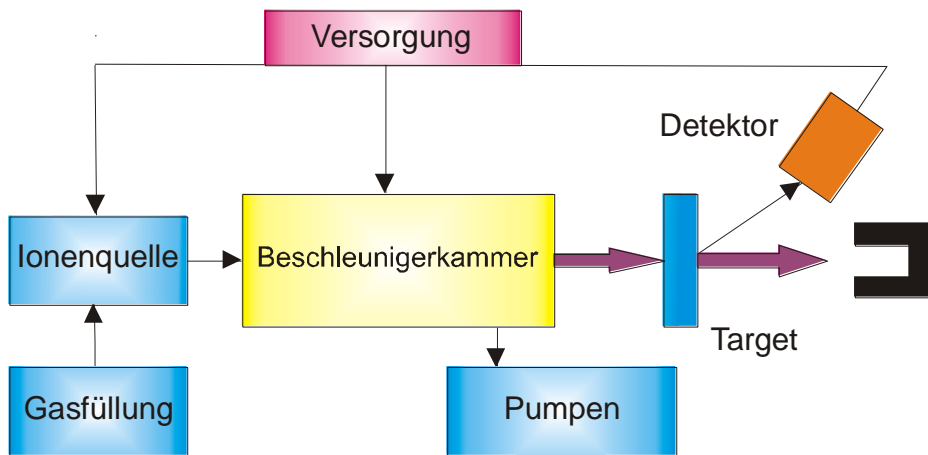 Versorgung
Detektor
Ionenquelle
Beschleunigerkammer
Target
Gasfüllung
Pumpen